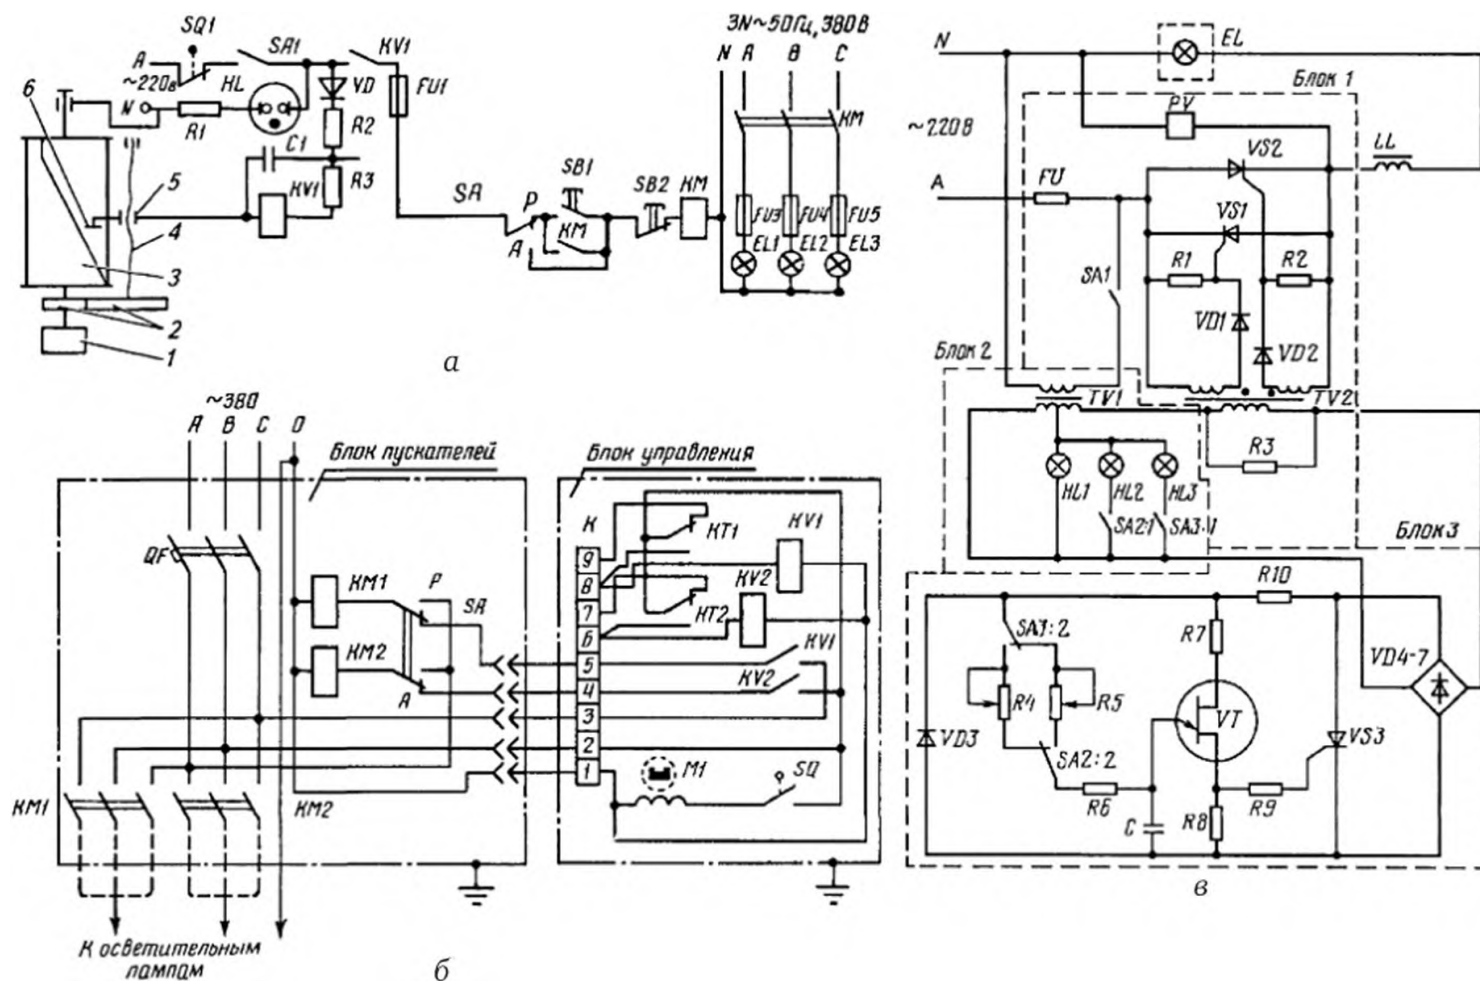 SQ1
A
SA1
KV1
~220в
HL
VD
FU1
6
N
R1
R2
C1
R3
5
KV1
4
3
2
1
3N~50Гц, 380В
N A B C
KM
SB1
SA
P
SB2
KM
KM
A
FU3
FU4
FU5
EL1
EL2
EL3
а
~380
A B C 0
Блок пускателей
Блок управления
QF
KM1
P
SA
KM2
A
K
9
8
7
6
5
4
3
2
1
KT1
KV1
KV2
KT2
KV1
KV2
M1
SQ
KM1
KM2
К осветительным
лампам
б
N
EL
Блок 1
PV
~220В
VS2
LL
A
FU
VS1
R1
R2
SA1
VD1
VD2
Блок 2
TV1
TV2
R3
HL1
HL2
HL3
SA2:1
SA3:1
Блок 3
R10
SA3:2
R7
R4
R5
VT
VD4-7
VD3
VS3
SA2:2
R6
C
R8
R9
в